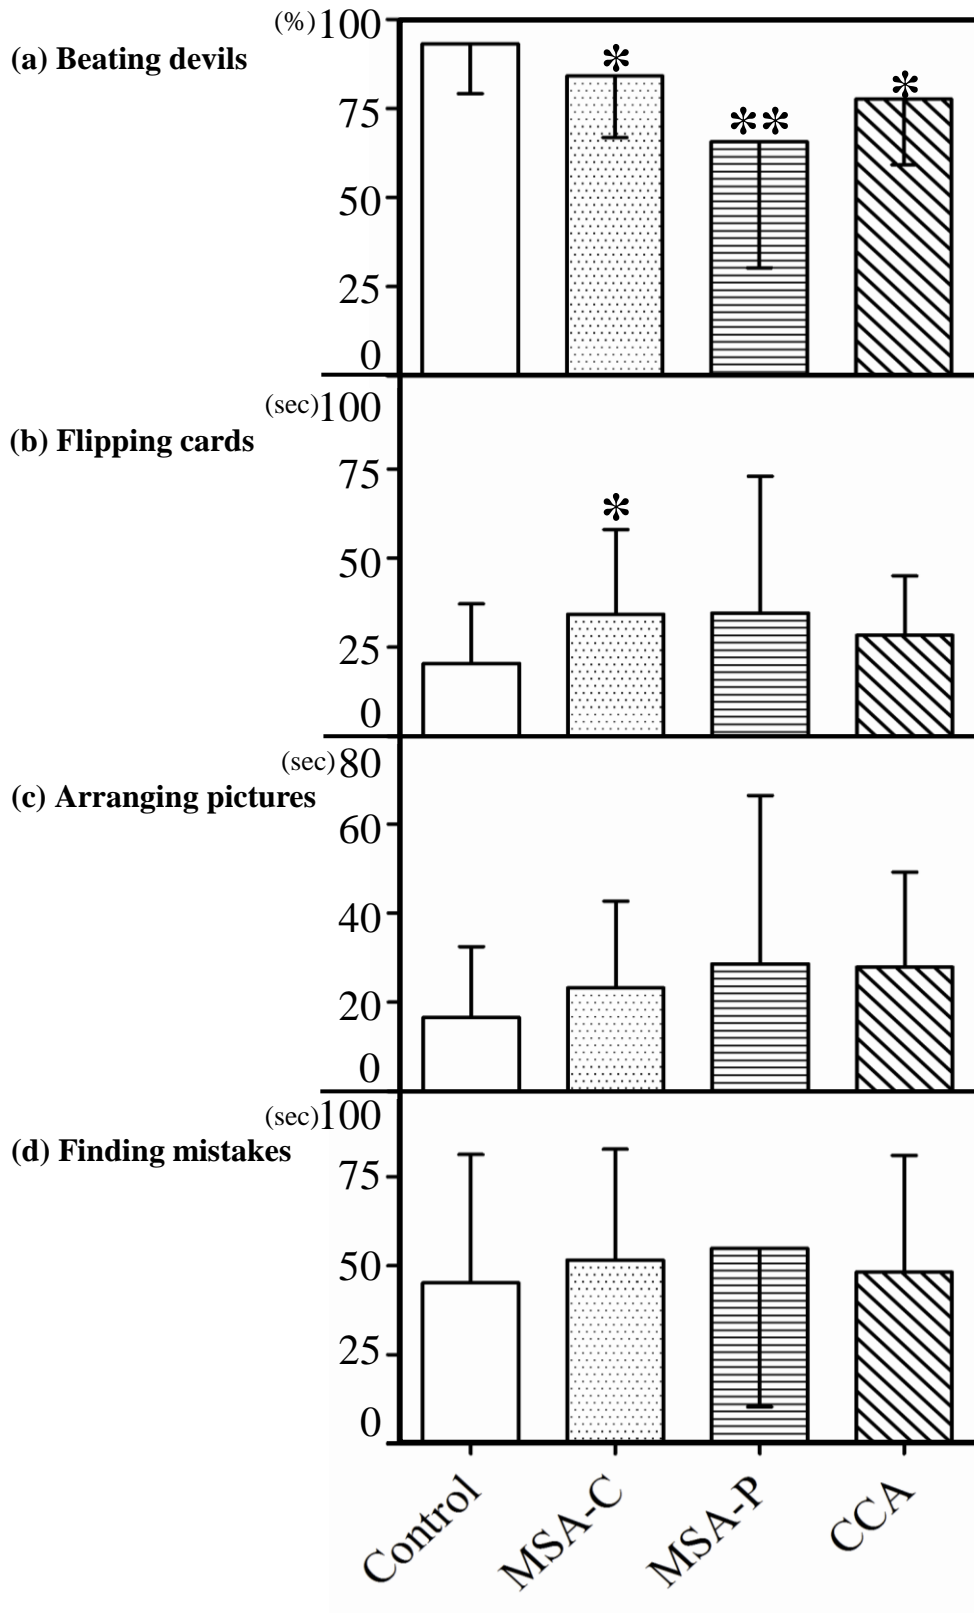 (%)100
(a) Beating devils
*
*
75
**
50
25
0
(sec)100
(b) Flipping cards
75
*
50
25
0
(sec)80
(c) Arranging pictures
60
40
20
0
(sec)100
(d) Finding mistakes
75
50
25
0
Control
MSA-C
MSA-P
CCA